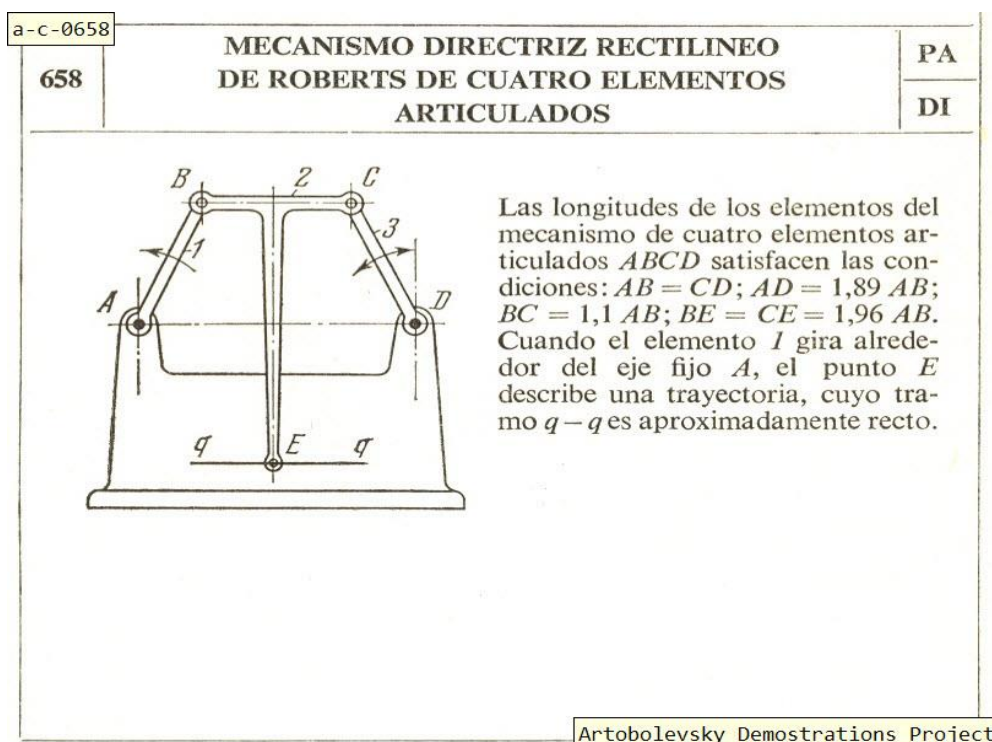 a-c-0658
658
MECANISMO DIRECTRIZ RECTILINEO
DE ROBERTS DE CUATRO ELEMENTOS
ARTICULADOS
PA
DI
B
2
C
1
3
A
D
q
E
q
Las longitudes de los elementos del
mecanismo de cuatro elementos ar-
ticulados ABCD satisfacen las con-
diciones: AB = CD; AD = 1,89 AB;
BC = 1,1 AB; BE = CE = 1,96 AB.
Cuando el elemento 1 gira alrede-
dor del eje fijo A, el punto E
describe una trayectoria, cuyo tra-
mo q – q es aproximadamente recto.
Artobolevsky Demostrations Project